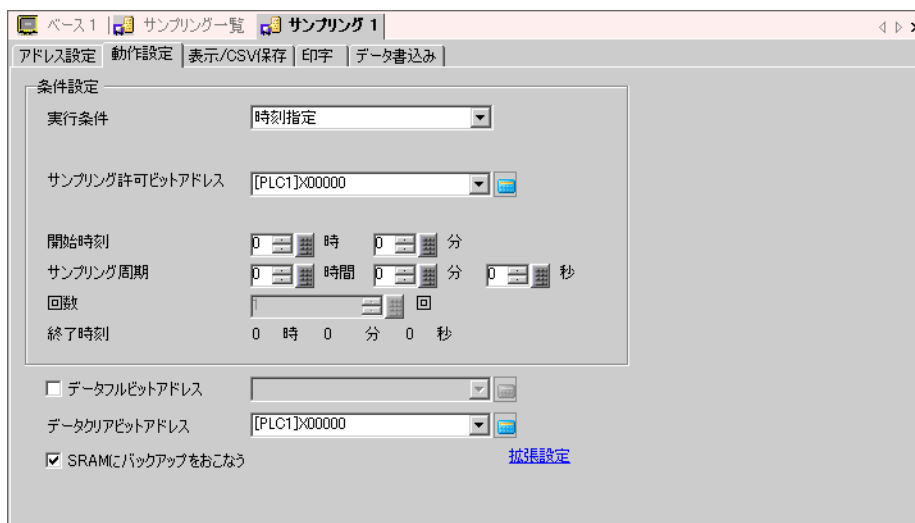 ベース 1 サンプリング一覧 サンプリング 1
アドレス設定 動作設定 表示/CSV保存 印字 データ書込み
条件設定
実行条件 時刻指定
サンプリング許可ビットアドレス [PLC1]X00000
開始時刻 0 時 0 分
サンプリング周期 0 時間 0 分 0 秒
回数 1 回
終了時刻 0 時 0 分 0 秒
データフルビットアドレス
データクリアビットアドレス [PLC1]X00000
SRAMにバックアップをおこなう 拡張設定